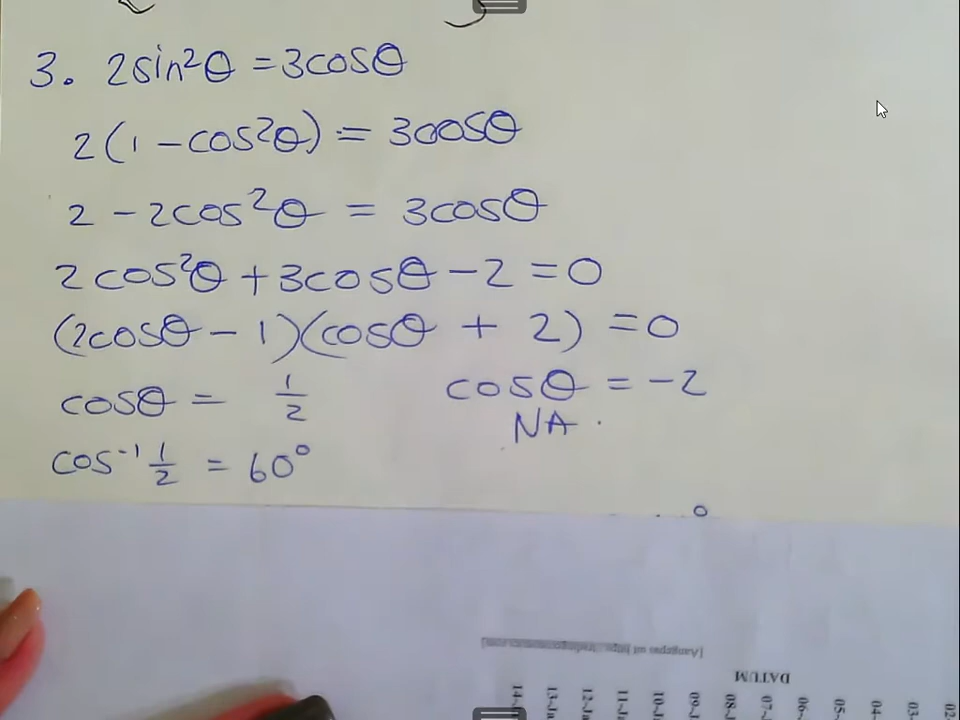 3. 2sin²θ = 3cosθ
2(1 - cos²θ) = 3cosθ
2 - 2cos²θ = 3cosθ
2cos²θ + 3cosθ - 2 = 0
(2cosθ - 1)(cosθ + 2) = 0
cosθ = 1/2 cosθ = -2
NA.
cos⁻¹ 1/2 = 60°
DATUM